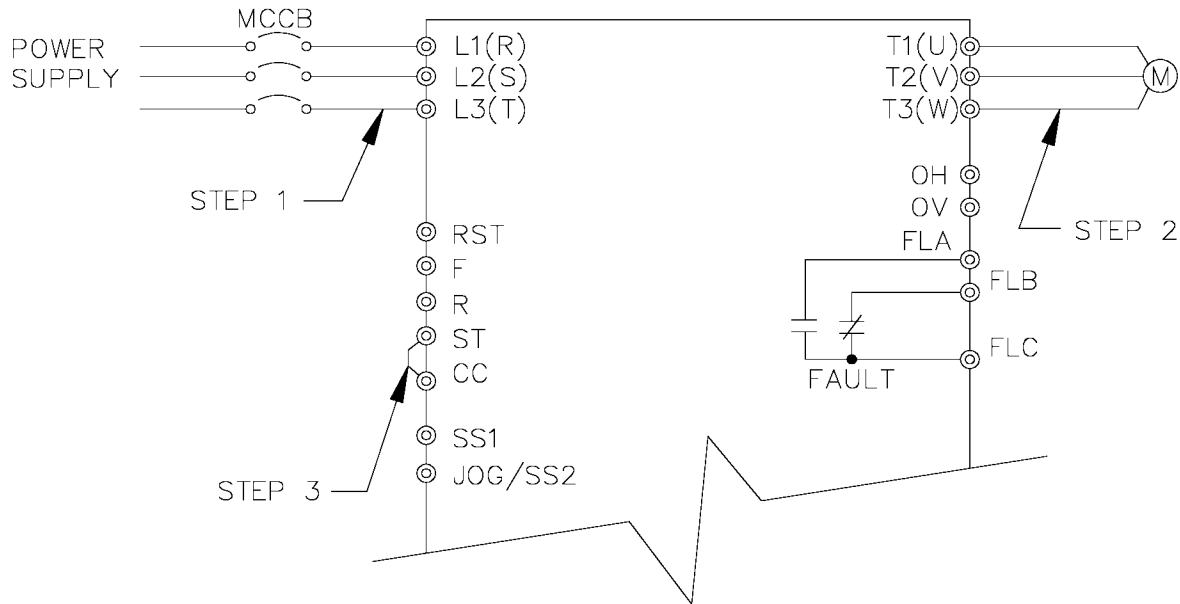 MCCB
POWER
SUPPLY
L1(R)
L2(S)
L3(T)
T1(U)
T2(V)
T3(W)
M
STEP 1
OH
OV
STEP 2
RST
F
R
ST
CC
FLA
FLB
FLC
FAULT
SS1
JOG/SS2
STEP 3